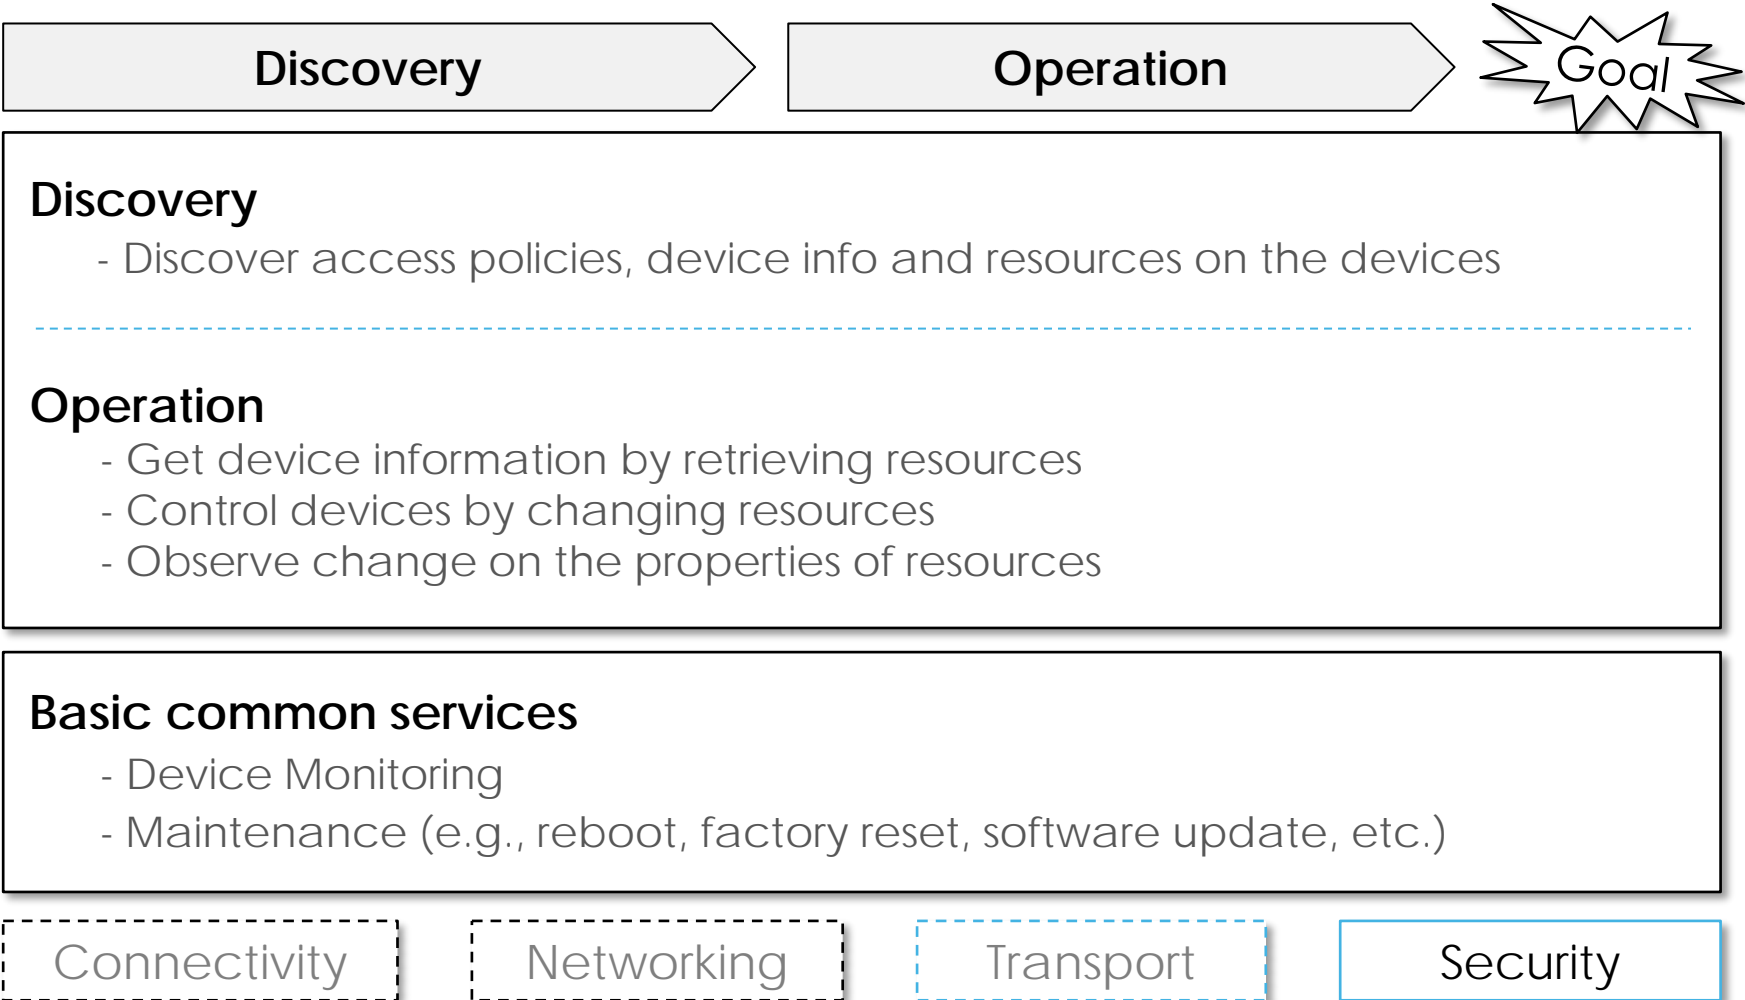 Discovery
Operation
Goal
Discovery
- Discover access policies, device info and resources on the devices
Operation
- Get device information by retrieving resources
- Control devices by changing resources
- Observe change on the properties of resources
Basic common services
- Device Monitoring
- Maintenance (e.g., reboot, factory reset, software update, etc.)
Connectivity
Networking
Transport
Security